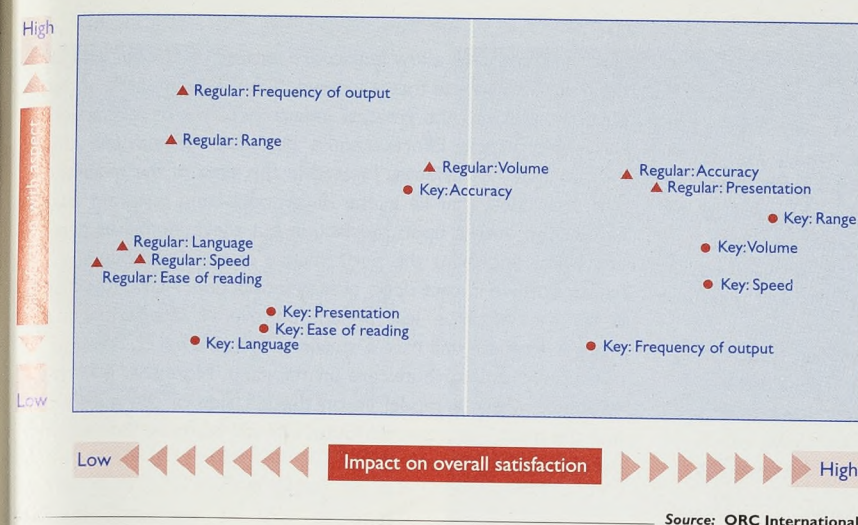 High
Regular: Frequency of output
Regular: Range
Regular: Volume
Regular: Accuracy
Key: Accuracy
Regular: Presentation
Key: Range
Regular: Language
Key: Volume
Regular: Speed
Regular: Ease of reading
Key: Speed
Key: Presentation
Key: Ease of reading
Key: Language
Key: Frequency of output
with aspect
Low
Low
Impact on overall satisfaction
High
Source: ORC International